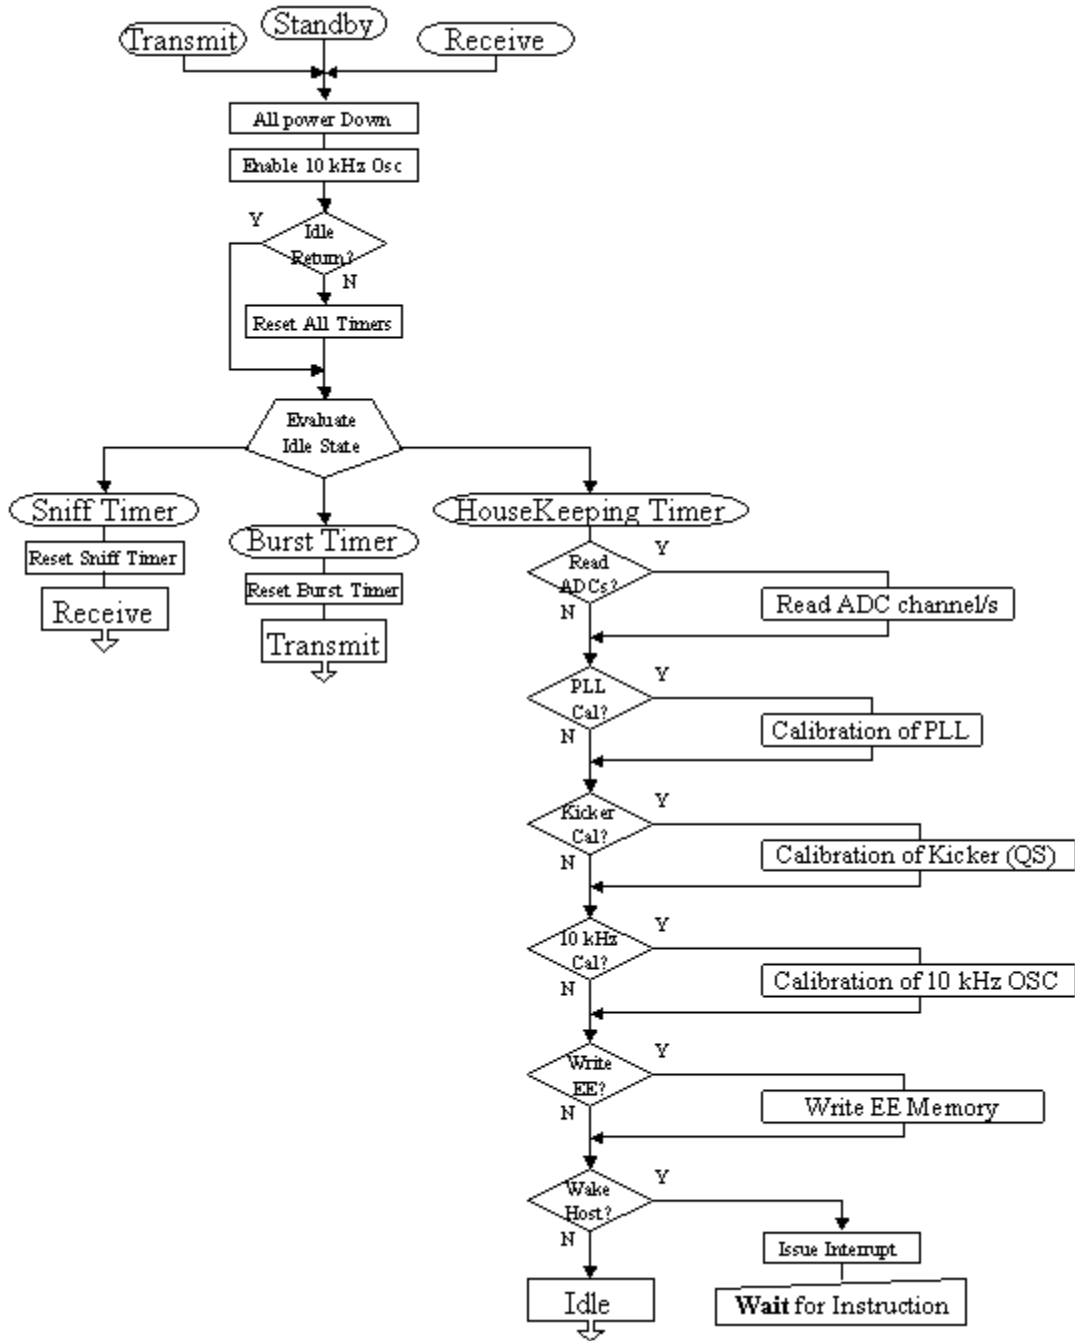 Transmit
Standby
Receive
All power Down
Enable 10 kHz Osc
Y
Idle
Return?
N
Reset All Timers
Evaluate
Idle State
Sniff Timer
Reset Sniff Timer
Receive
Burst Timer
Reset Burst Timer
Transmit
HouseKeeping Timer
Read
ADCs?
Y
N
Read ADC channel/s
PLL
Cal?
Y
N
Calibration of PLL
Kicker
Cal?
Y
N
Calibration of Kicker (QS)
10 kHz
Cal?
Y
N
Calibration of 10 kHz OSC
Write
EE?
Y
N
Write EE Memory
Wake
Host?
Y
N
Issue Interrupt
Wait for Instruction
Idle